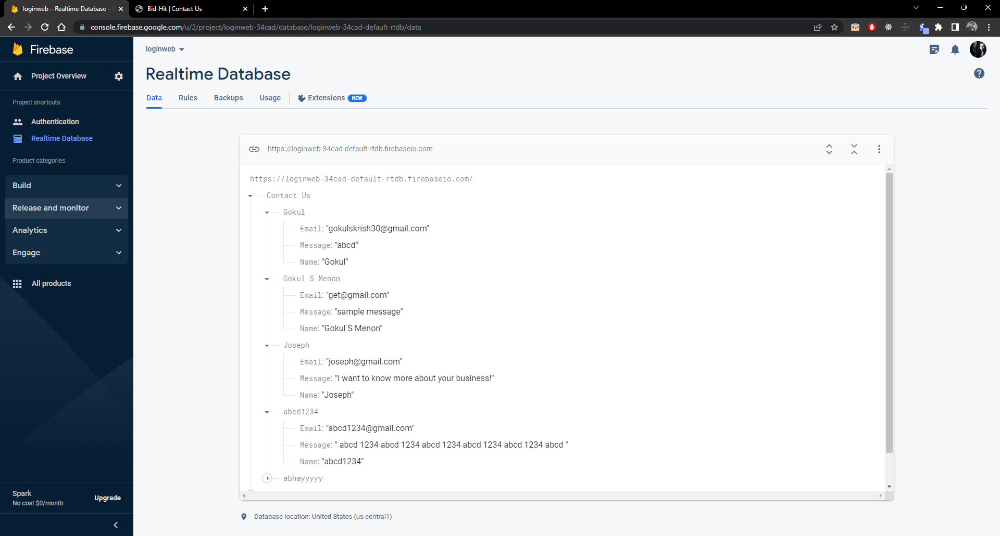 loginweb – Realtime Database –
Bid-Hit | Contact Us
console.firebase.google.com/u/2/project/loginweb-34cad/database/loginweb-34cad-default-rtdb/data
Firebase
loginweb
Project Overview
Realtime Database
Data
Rules
Backups
Usage
Extensions
NEW
Project shortcuts
Authentication
Realtime Database
Product categories
Build
Release and monitor
Analytics
Engage
All products
https://loginweb-34cad-default-rtdb.firebaseio.com
https://loginweb-34cad-default-rtdb.firebaseio.com/
Contact Us
Gokul
Email: "gokulskrish30@gmail.com"
Message: "abcd"
Name: "Gokul"
Gokul S Menon
Email: "get@gmail.com"
Message: "sample message"
Name: "Gokul S Menon"
Joseph
Email: "joseph@gmail.com"
Message: "I want to know more about your business!"
Name: "Joseph"
abcd1234
Email: "abcd1234@gmail.com"
Message: " abcd 1234 abcd 1234 abcd 1234 abcd 1234 abcd 1234 abcd "
Name: "abcd1234"
abhayyyyy
Spark
No cost $0/month
Upgrade
Database location: United States (us-central1)